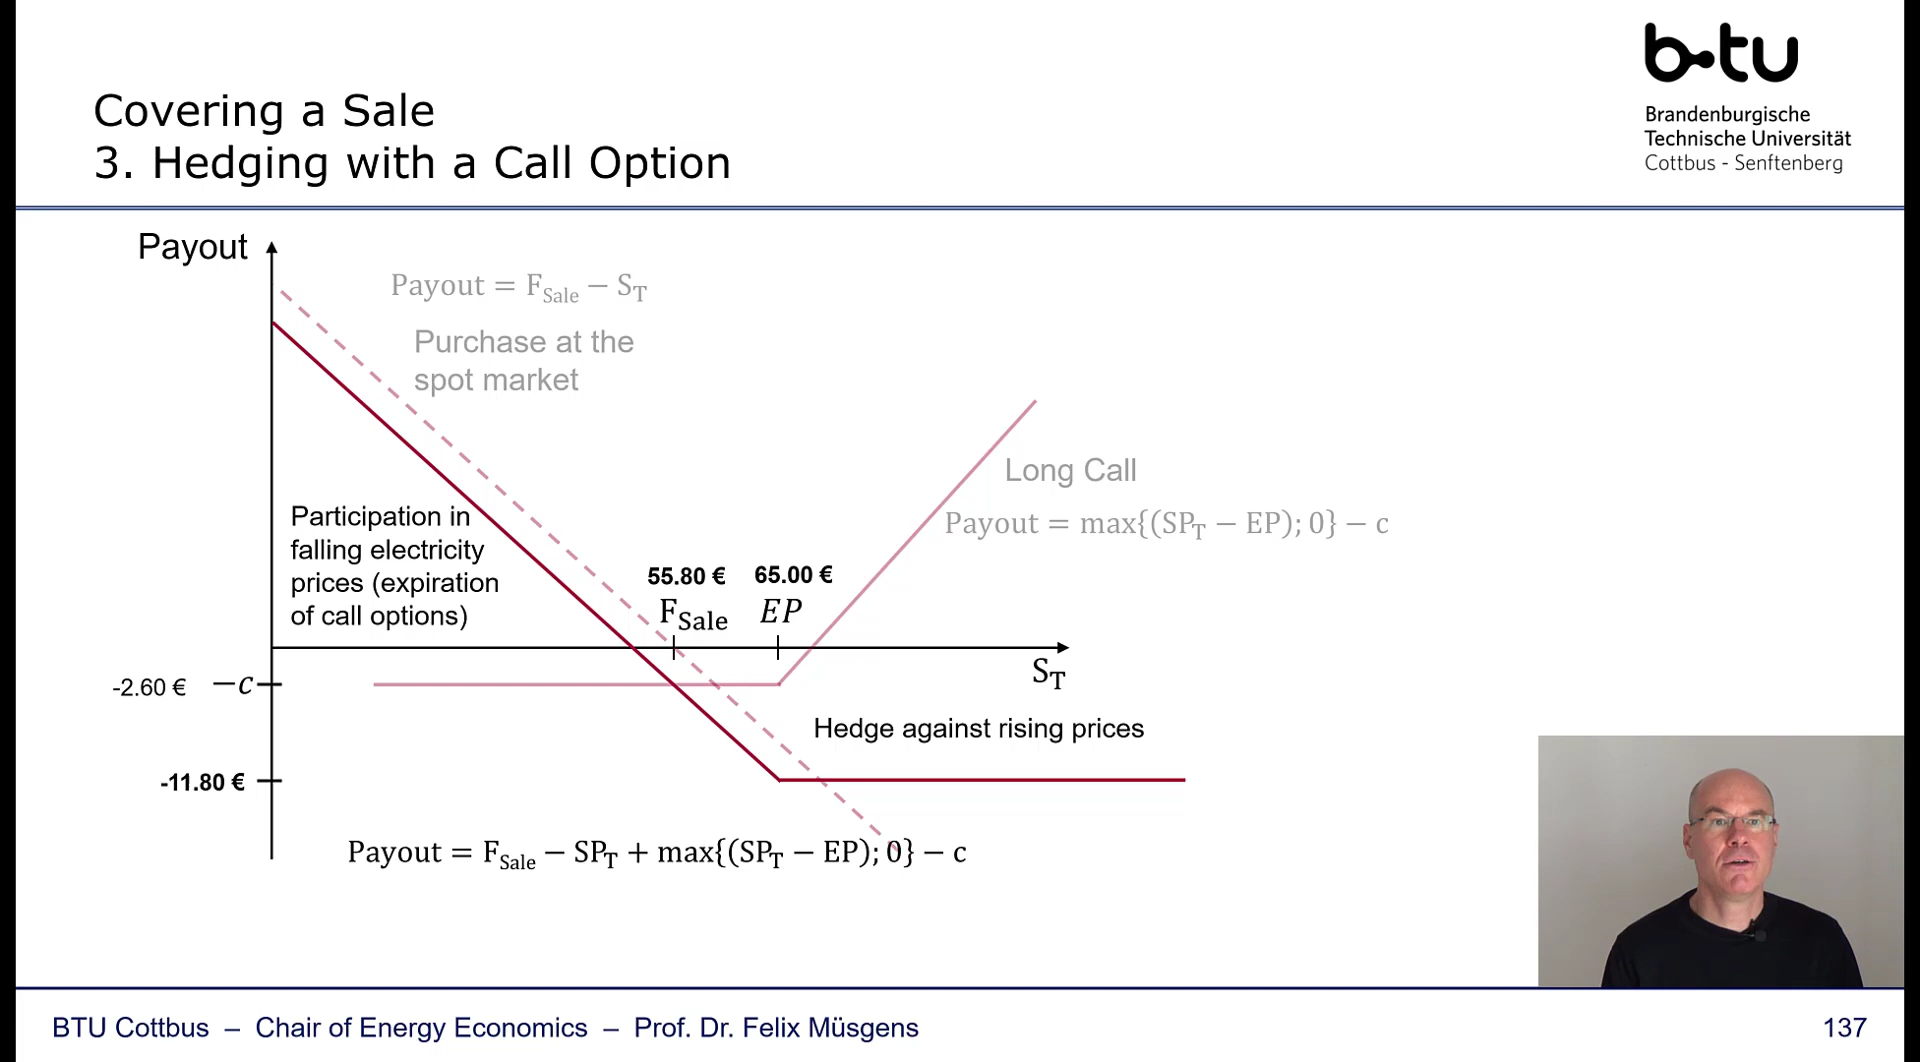 b-tu
Brandenburgische
Technische Universität
Cottbus - Senftenberg
Covering a Sale
3. Hedging with a Call Option
Payout
Payout = F_Sale − S_T
Purchase at the
spot market
Long Call
Payout = max{(SP_T − EP); 0} − c
Participation in
falling electricity
prices (expiration
of call options)
55.80 € 65.00 €
F_Sale EP
S_T
-2.60 € −c
Hedge against rising prices
-11.80 €
Payout = F_Sale − SP_T + max{(SP_T − EP); 0} − c
BTU Cottbus – Chair of Energy Economics – Prof. Dr. Felix Müsgens
137